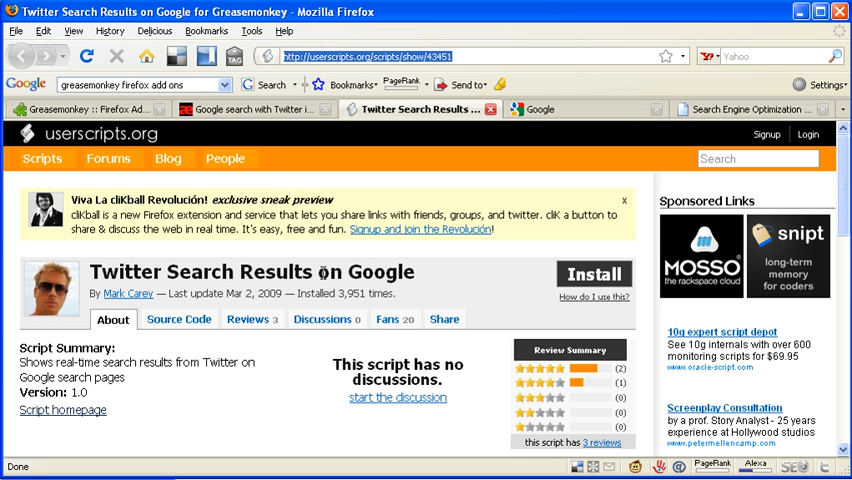 Twitter Search Results on Google for Greasemonkey - Mozilla Firefox
File Edit View History Delicious Bookmarks Tools Help
TAG http://userscripts.org/scripts/show/43451 Yahoo
Google greasemonkey firefox add ons Search Bookmarks PageRank Send to Settings
Greasemonkey :: Firefox Ad... Google search with Twitter i... Twitter Search Results ... Google Search Engine Optimization ...
userscripts.org Signup Login
Scripts Forums Blog People Search
Viva La cliKball Revolución! exclusive sneak preview x
cliKball is a new Firefox extension and service that lets you share links with friends, groups, and twitter. cliK a button to
share & discuss the web in real time. It's easy, free and fun. Signup and join the Revolución!
Sponsored Links
MOSSO
the rackspace cloud
snipt
long-term
memory
for coders
Twitter Search Results on Google
By Mark Carey — Last update Mar 2, 2009 — Installed 3,951 times.
Install
How do I use this?
About Source Code Reviews 3 Discussions 0 Fans 20 Share
Script Summary:
Shows real-time search results from Twitter on
Google search pages
Version: 1.0
Script homepage
This script has no
discussions.
start the discussion
Review Summary
(2)
(1)
(0)
(0)
(0)
this script has 3 reviews
10g expert script depot
See 10g internals with over 600
monitoring scripts for $69.95
www.oracle-script.com
Screenplay Consultation
by a prof. Story Analyst - 25 years
experience at Hollywood studios
www.petermellencamp.com
Done PageRank Alexa SEO